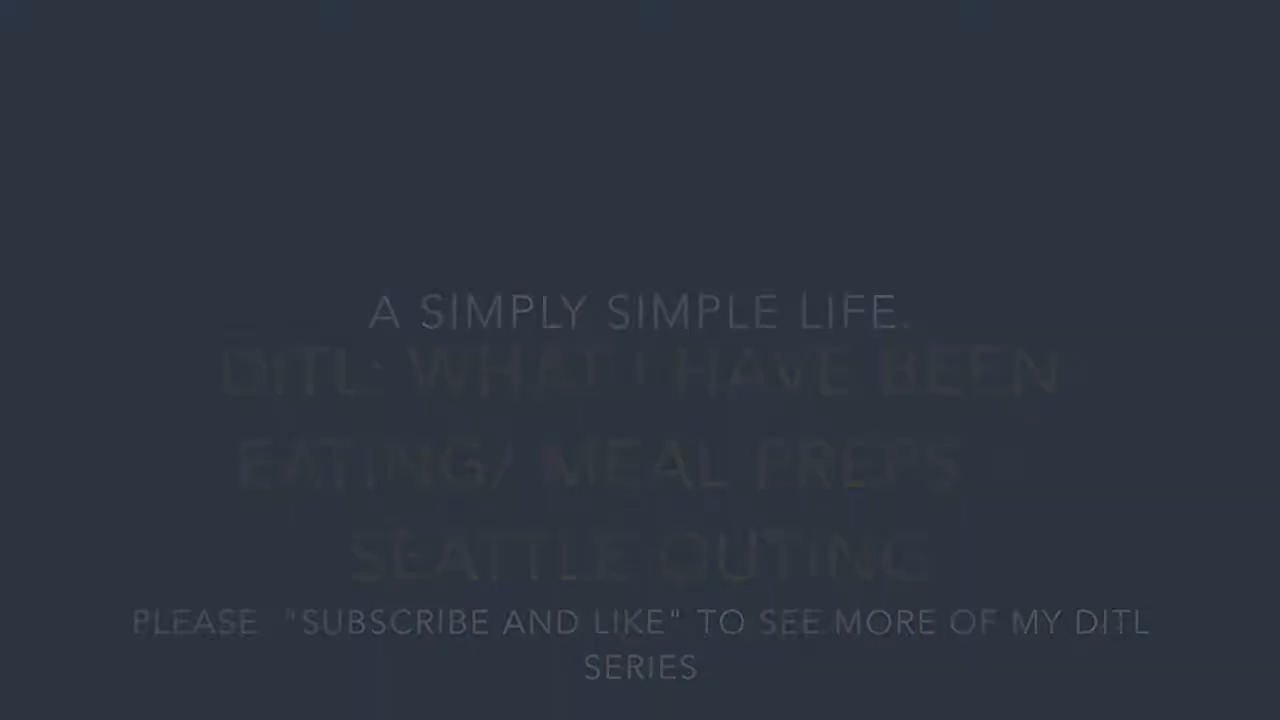 A SIMPLY SIMPLE LIFE.
DITL: WHAT I HAVE BEEN
EATING/ MEAL PREPS
SEATTLE OUTING
PLEASE "SUBSCRIBE AND LIKE" TO SEE MORE OF MY DITL
SERIES